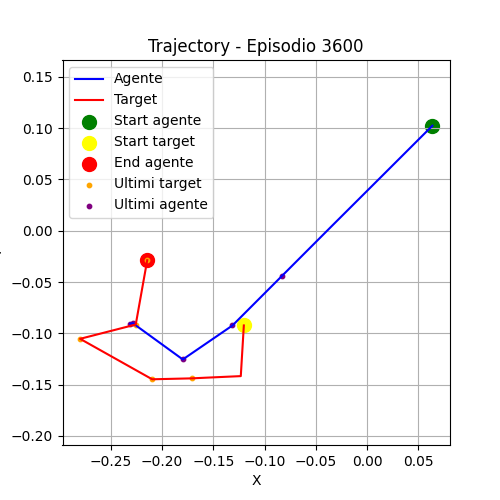 Trajectory - Episodio 3600
Agente
Target
Start agente
Start target
End agente
Ultimi target
Ultimi agente
0.15
0.10
0.05
0.00
−0.05
−0.10
−0.15
−0.20
−0.25
−0.20
−0.15
−0.10
−0.05
0.00
0.05
X